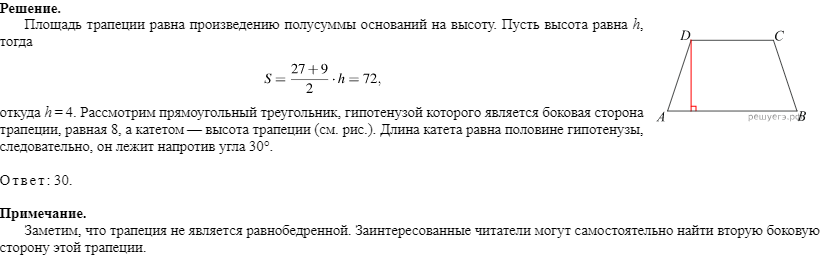 Решение.
Площадь трапеции равна произведению полусуммы оснований на высоту. Пусть высота равна h,
тогда
S = \frac{27+9}{2} · h = 72,
откуда h = 4. Рассмотрим прямоугольный треугольник, гипотенузой которого является боковая сторона
трапеции, равная 8, а катетом — высота трапеции (см. рис.). Длина катета равна половине гипотенузы,
следовательно, он лежит напротив угла 30°.
D C
A B
решуегэ.рф
Ответ: 30.
Примечание.
Заметим, что трапеция не является равнобедренной. Заинтересованные читатели могут самостоятельно найти вторую боковую
сторону этой трапеции.